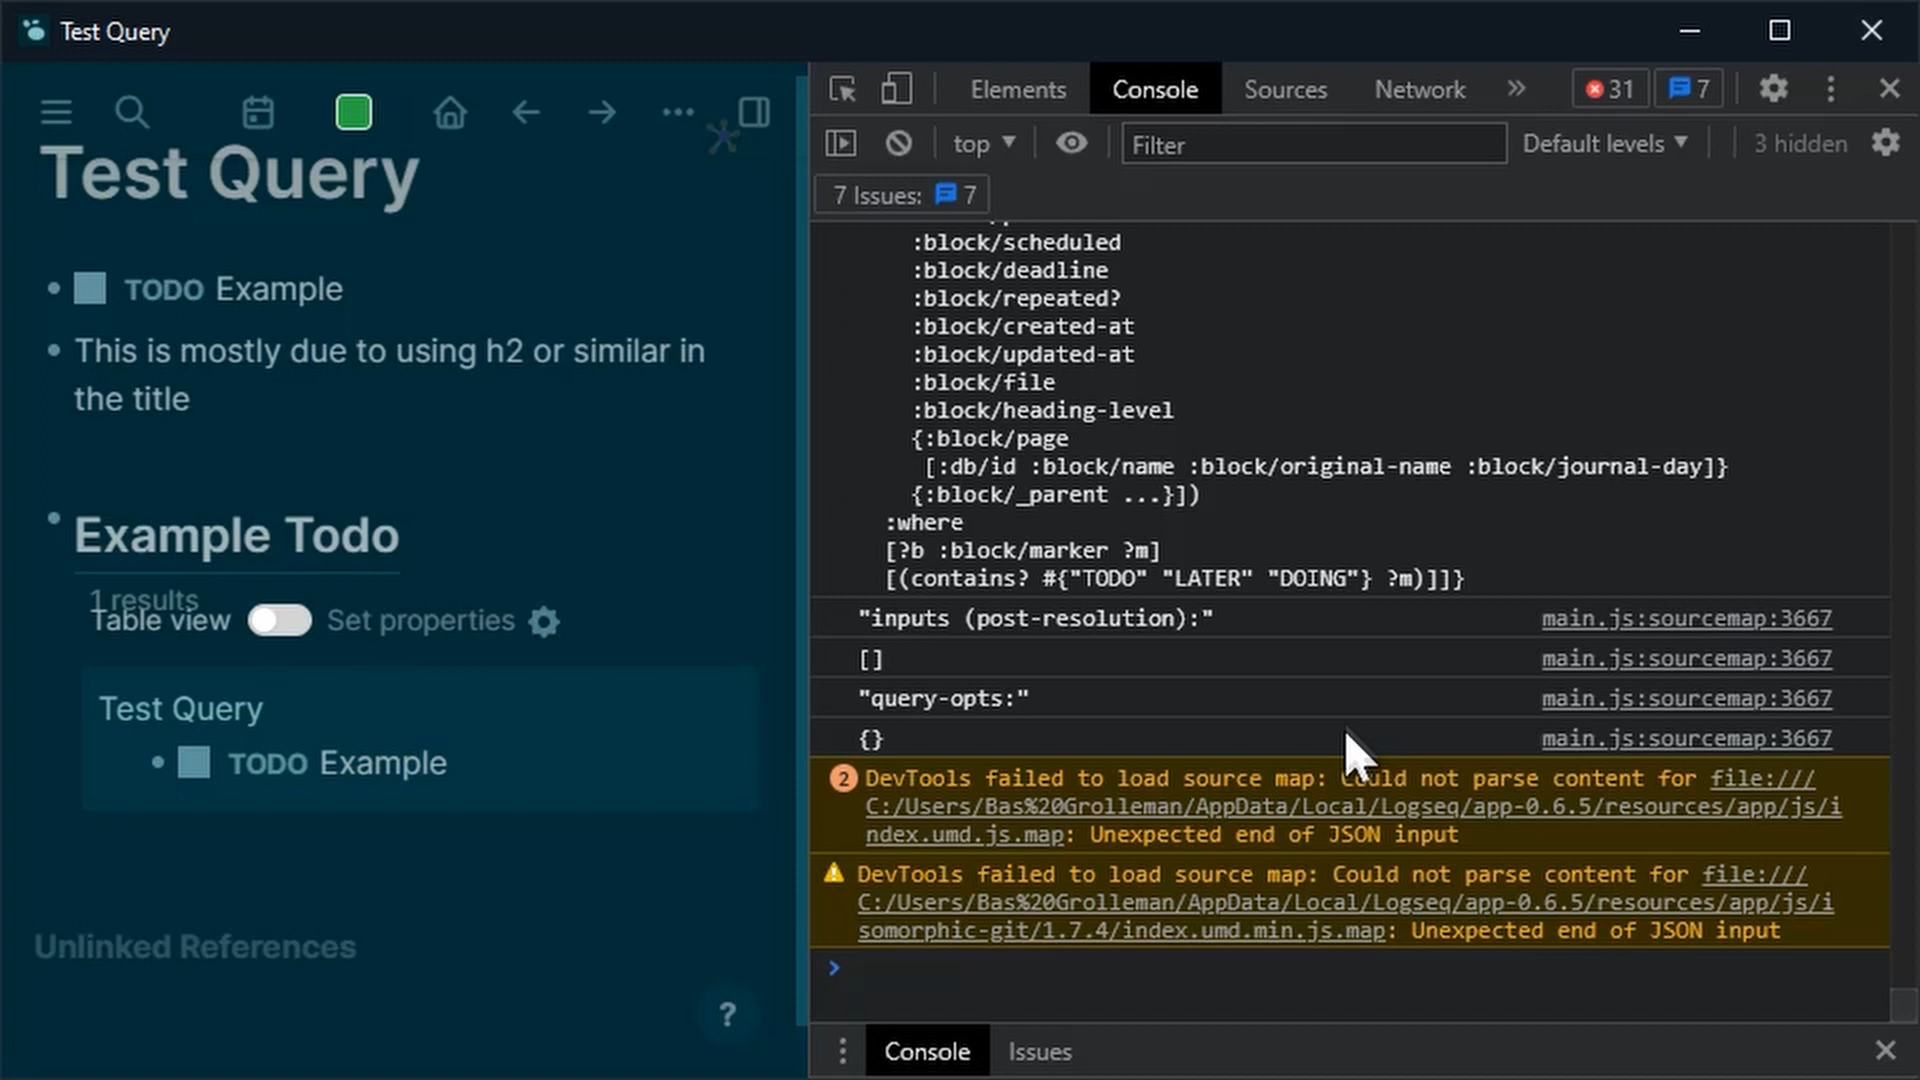 Test Query
Test Query
TODO Example
This is mostly due to using h2 or similar in
the title
Example Todo
1 results
Table view
Set properties
Test Query
TODO Example
Unlinked References
?
Elements
Console
Sources
Network
»
31
7
top
Filter
Default levels
3 hidden
7 Issues:
7
:block/scheduled
:block/deadline
:block/repeated?
:block/created-at
:block/updated-at
:block/file
:block/heading-level
{:block/page
[:db/id :block/name :block/original-name :block/journal-day]}
{:block/_parent ...}])
:where
[?b :block/marker ?m]
[(contains? #{"TODO" "LATER" "DOING"} ?m)]]}
"inputs (post-resolution):" main.js:sourcemap:3667
[] main.js:sourcemap:3667
"query-opts:" main.js:sourcemap:3667
{} main.js:sourcemap:3667
2 DevTools failed to load source map: Could not parse content for file:///
C:/Users/Bas%20Grolleman/AppData/Local/Logseq/app-0.6.5/resources/app/js/i
ndex.umd.js.map: Unexpected end of JSON input
DevTools failed to load source map: Could not parse content for file:///
C:/Users/Bas%20Grolleman/AppData/Local/Logseq/app-0.6.5/resources/app/js/i
somorphic-git/1.7.4/index.umd.min.js.map: Unexpected end of JSON input
Console
Issues